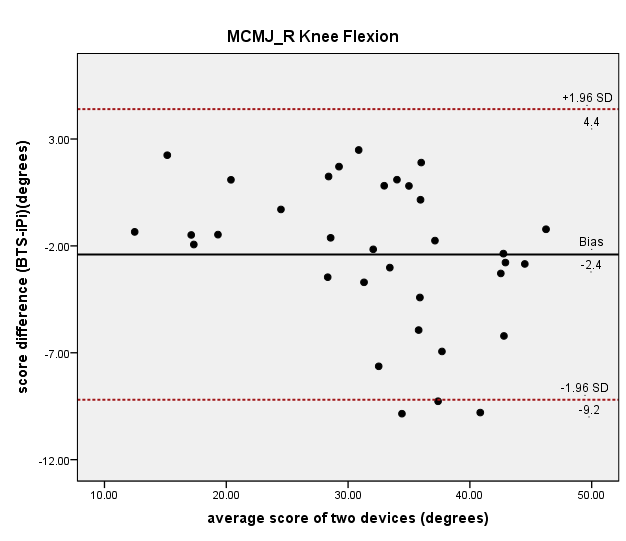 MCMJ_R Knee Flexion
score difference (BTS-iPi)(degrees)
3.00
-2.00
-7.00
-12.00
+1.96 SD
4.4
Bias
-2.4
-1.96 SD
-9.2
10.00 20.00 30.00 40.00 50.00
average score of two devices (degrees)